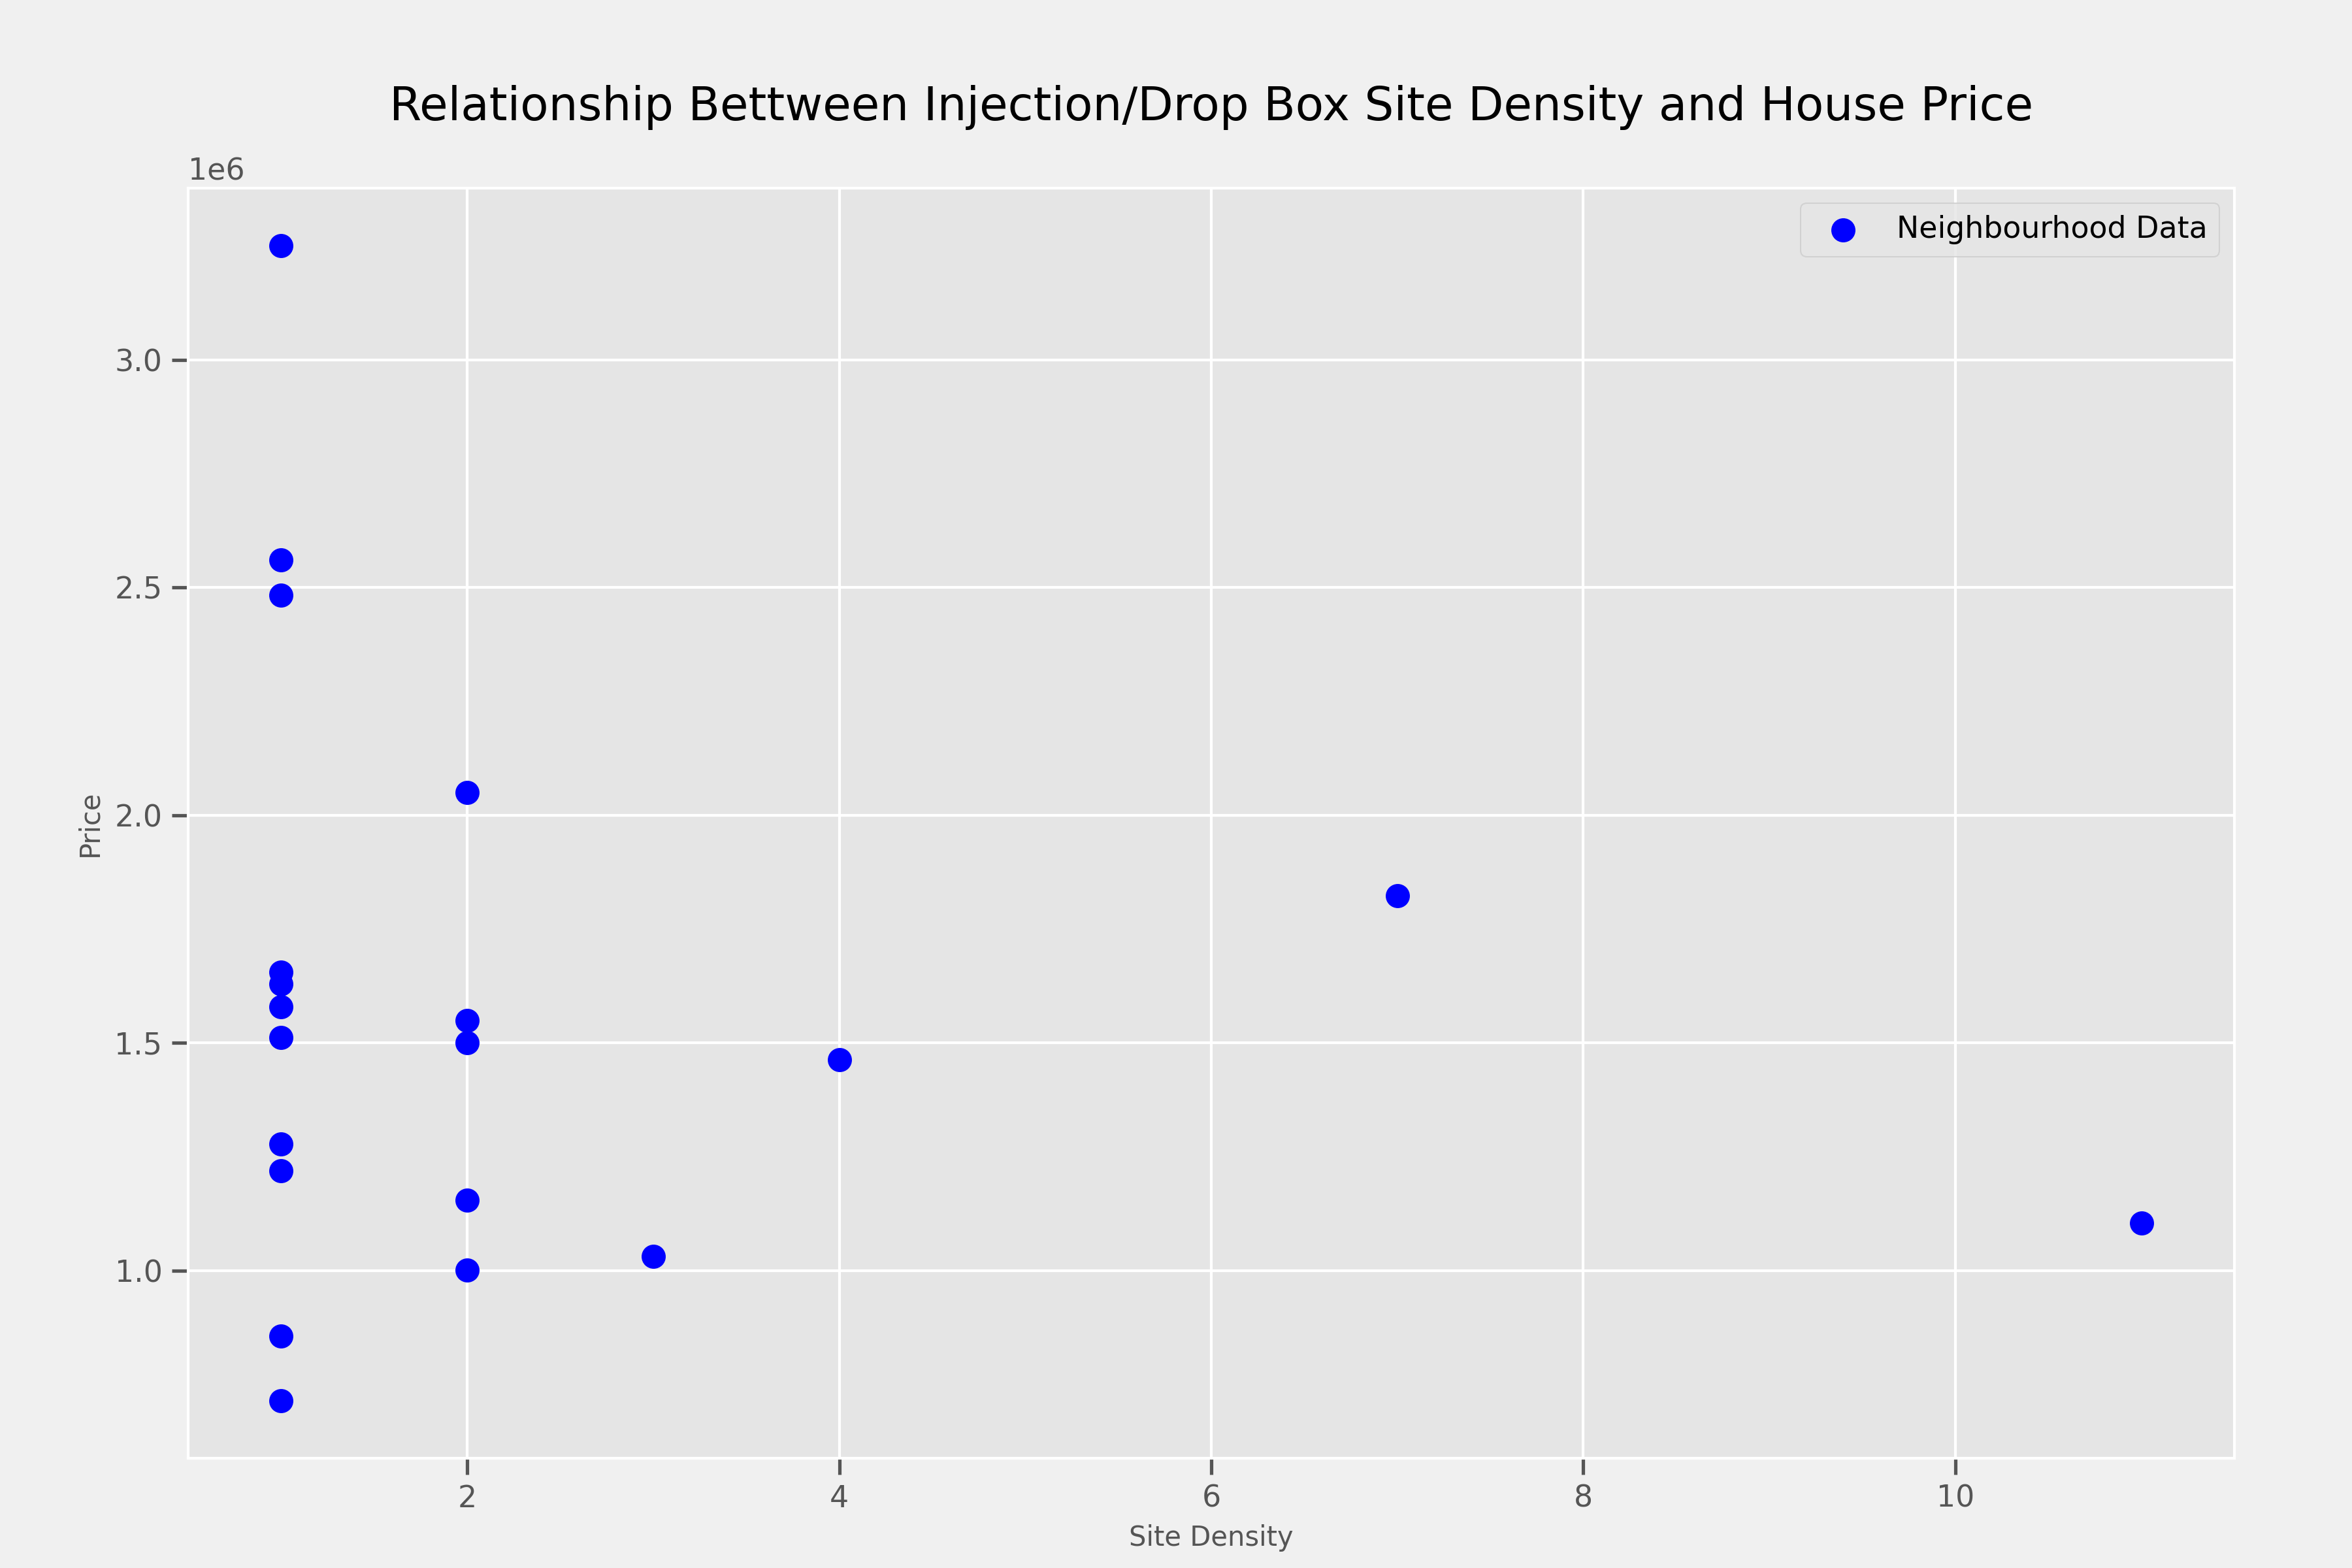 Relationship Bettween Injection/Drop Box Site Density and House Price
1e6
Neighbourhood Data
3.0
2.5
2.0
1.5
1.0
Price
2 4 6 8 10
Site Density